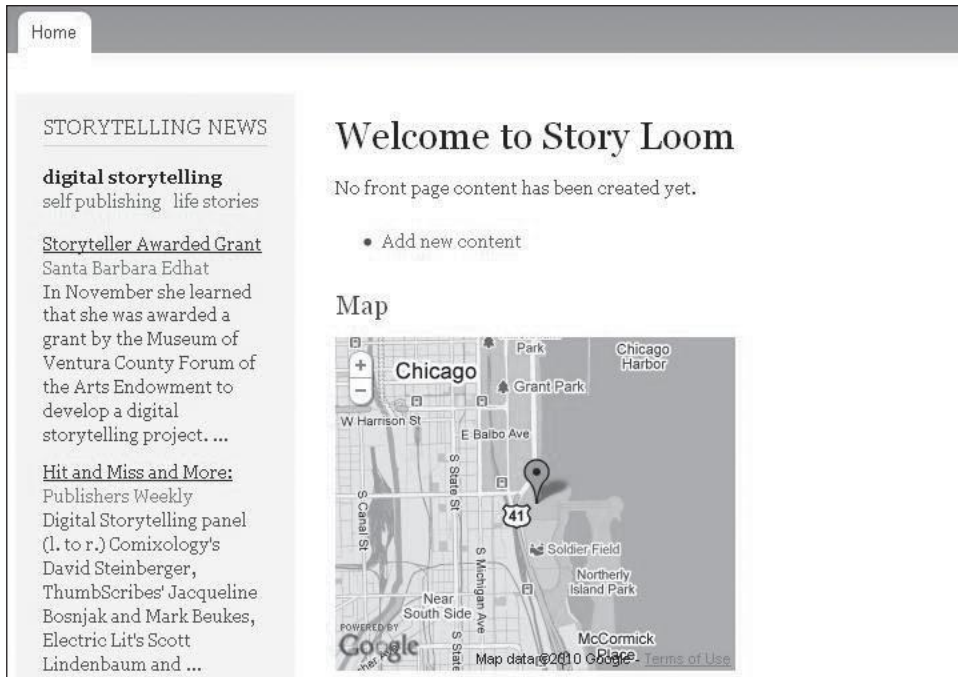 Home
STORYTELLING NEWS
digital storytelling
self publishing life stories
Storyteller Awarded Grant
Santa Barbara Edhat
In November she learned
that she was awarded a
grant by the Museum of
Ventura County Forum of
the Arts Endowment to
develop a digital
storytelling project. ...
Hit and Miss and More:
Publishers Weekly
Digital Storytelling panel
(l. to r.) Comixology's
David Steinberger,
ThumbScribes' Jacqueline
Bosnjak and Mark Beukes,
Electric Lit's Scott
Lindenbaum and ...
Welcome to Story Loom
No front page content has been created yet.
• Add new content
Map
Park
Chicago
Harbor
+
Chicago
−
Grant Park
W Harrison St
E Balbo Ave
S State St
S Canal St
41
S Michigan Ave
Soldier Field
Northerly
Island Park
Near
South Side
POWERED BY
Google
S State
McCormick
Place
Map data ©2010 Google - Terms of Use